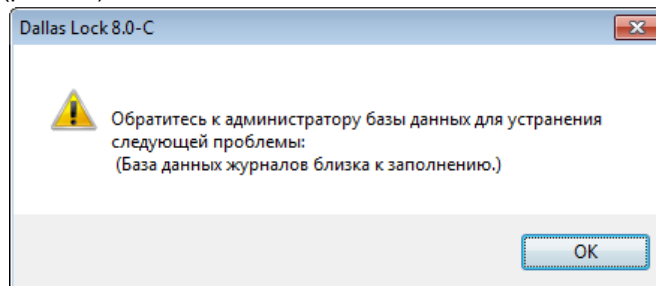 Dallas Lock 8.0-C
Обратитесь к администратору базы данных для устранения
следующей проблемы:
(База данных журналов близка к заполнению.)
OK